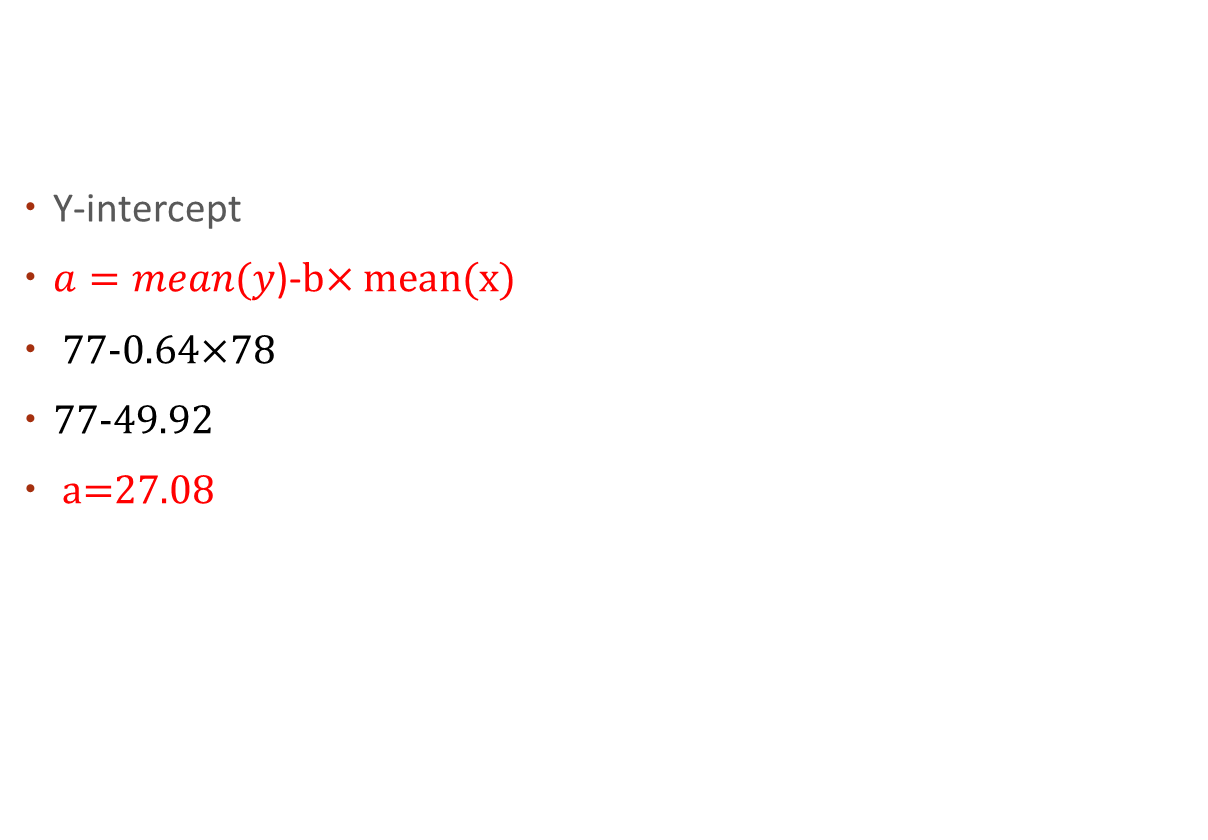 • Y-intercept
• a = mean(y)-b× mean(x)
• 77-0.64×78
• 77-49.92
• a=27.08